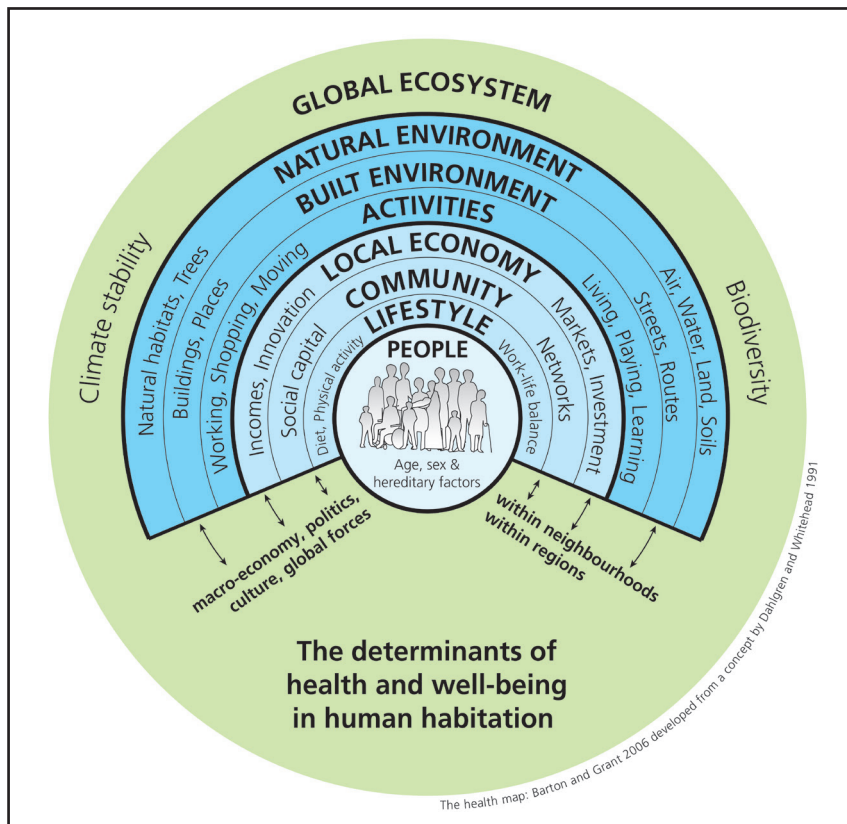 GLOBAL ECOSYSTEM
NATURAL ENVIRONMENT
BUILT ENVIRONMENT
ACTIVITIES
LOCAL ECONOMY
COMMUNITY
LIFESTYLE
PEOPLE
Age, sex &
hereditary factors
Climate stability
Natural habitats, Trees
Buildings, Places
Working, Shopping, Moving
Incomes, Innovation
Social capital
Diet, Physical activity
Work-life balance
Networks
Markets, Investment
Living, Playing, Learning
Streets, Routes
Air, Water, Land, Soils
Biodiversity
macro-economy, politics,
culture, global forces
within neighbourhoods
within regions
The determinants of
health and well-being
in human habitation
The health map: Barton and Grant 2006 developed from a concept by Dahlgren and Whitehead 1991